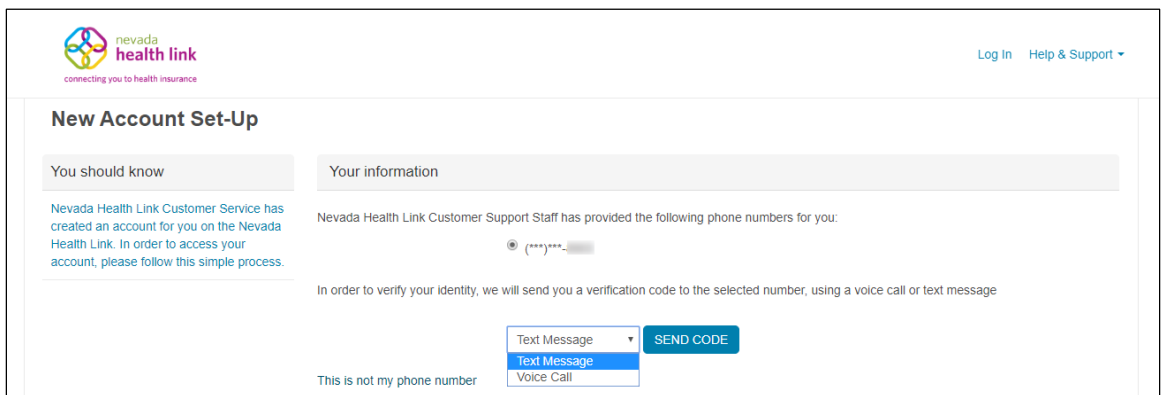 nevada
health link
connecting you to health insurance
Log In Help & Support
New Account Set-Up
You should know
Nevada Health Link Customer Service has
created an account for you on the Nevada
Health Link. In order to access your
account, please follow this simple process.
Your information
Nevada Health Link Customer Support Staff has provided the following phone numbers for you:
(***)***-
In order to verify your identity, we will send you a verification code to the selected number, using a voice call or text message
Text Message SEND CODE
Text Message
Voice Call
This is not my phone number